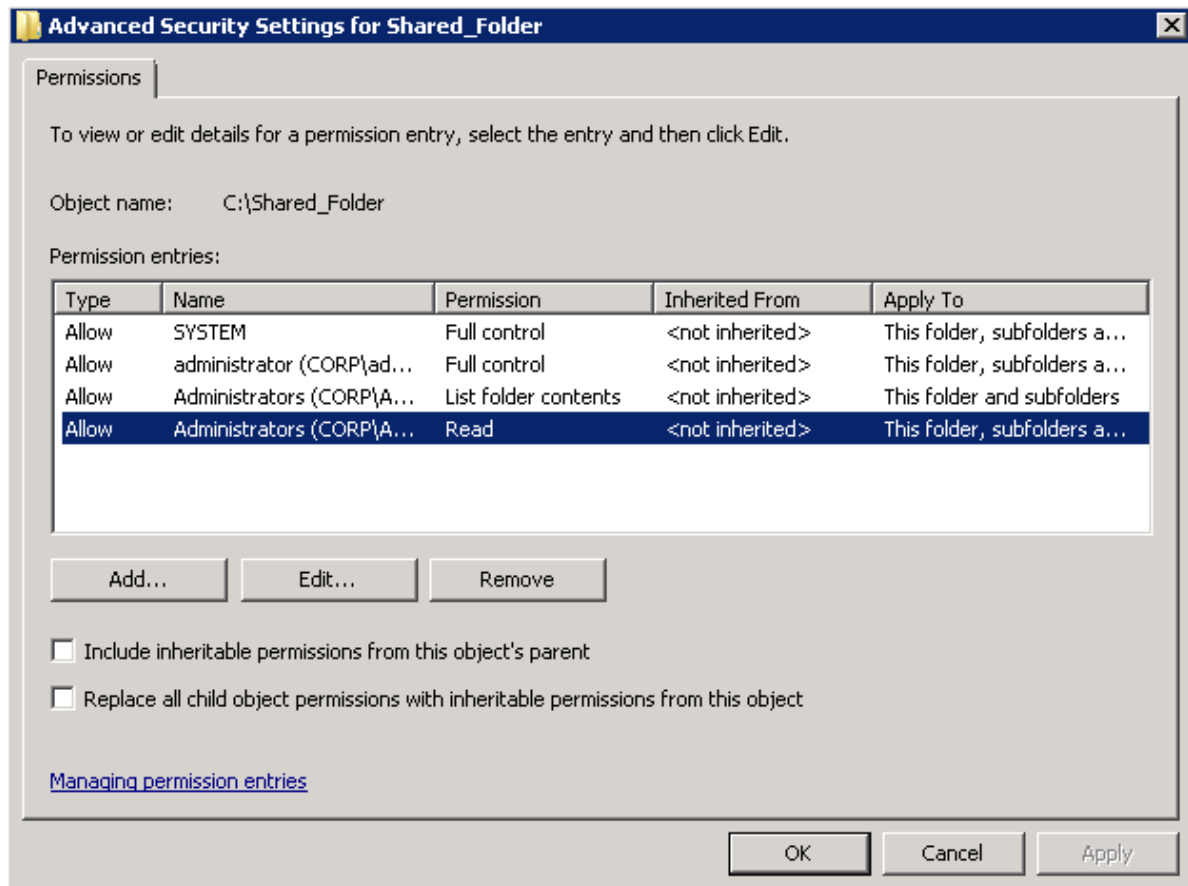 Advanced Security Settings for Shared_Folder
Permissions
To view or edit details for a permission entry, select the entry and then click Edit.
Object name: C:\Shared_Folder
Permission entries:
Type Name Permission Inherited From Apply To
Allow SYSTEM Full control <not inherited> This folder, subfolders a...
Allow administrator (CORP\ad... Full control <not inherited> This folder, subfolders a...
Allow Administrators (CORP\A... List folder contents <not inherited> This folder and subfolders
Allow Administrators (CORP\A... Read <not inherited> This folder, subfolders a...
Add... Edit... Remove
Include inheritable permissions from this object's parent
Replace all child object permissions with inheritable permissions from this object
Managing permission entries
OK Cancel Apply